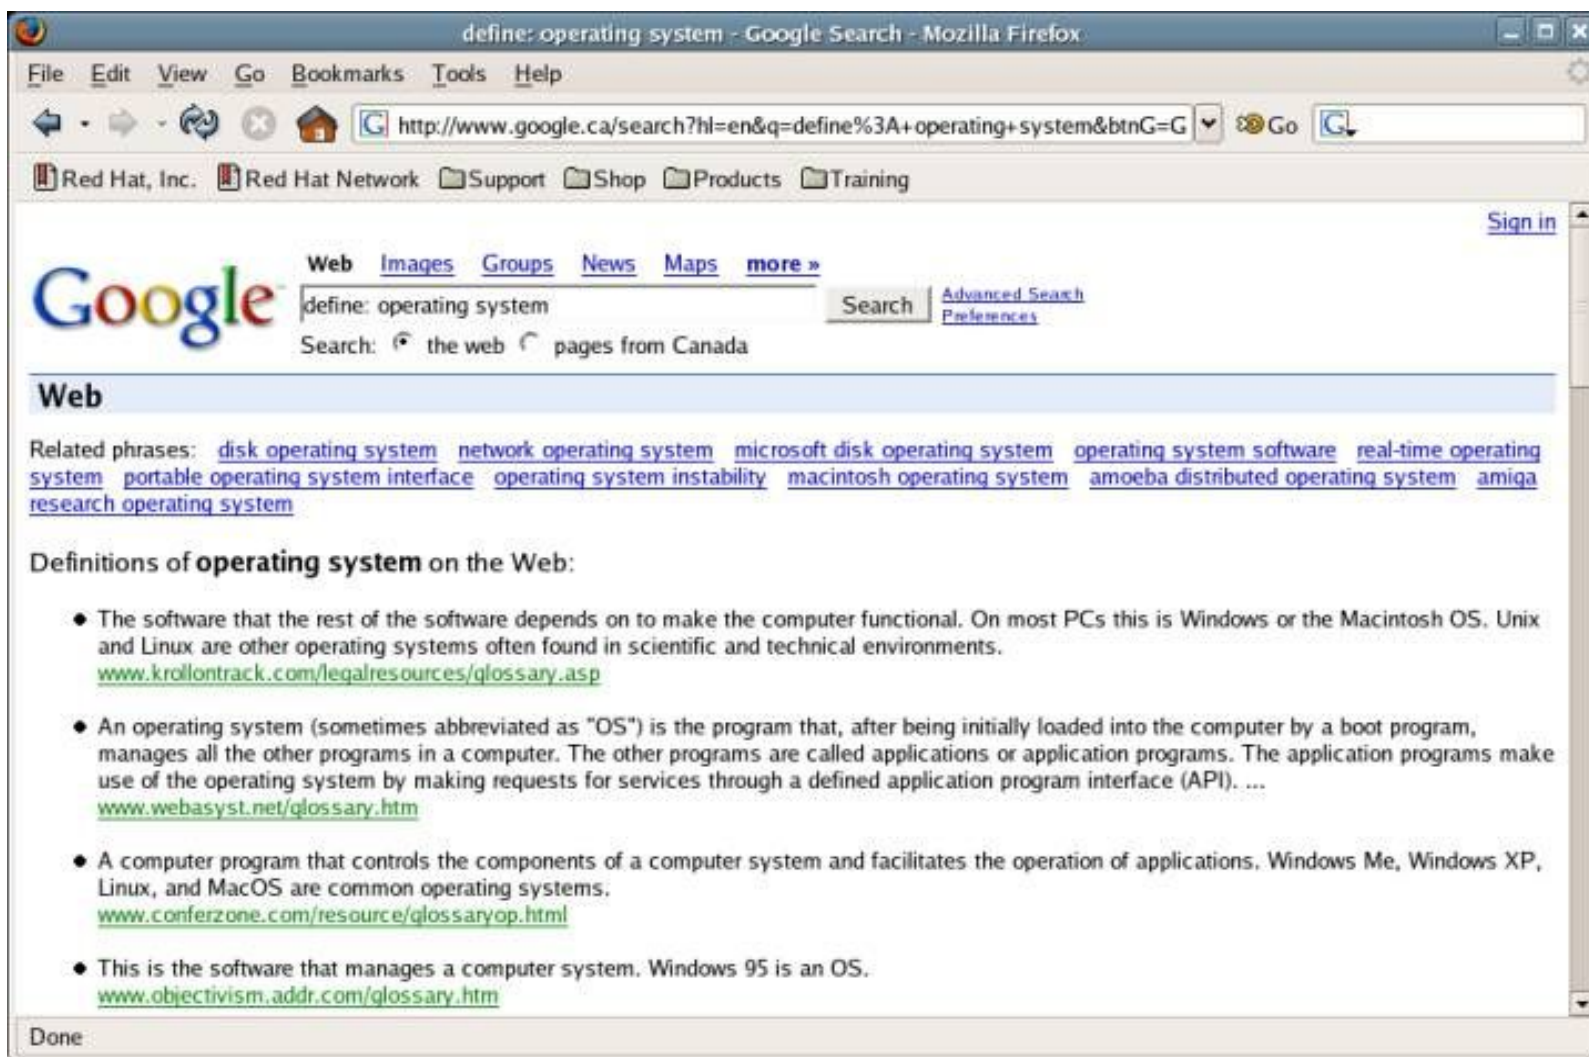 define: operating system - Google Search - Mozilla Firefox
File Edit View Go Bookmarks Tools Help
http://www.google.ca/search?hl=en&q=define%3A+operating+system&btnG=G Go G
Red Hat, Inc. Red Hat Network Support Shop Products Training
Sign in
Web Images Groups News Maps more »
Google
define: operating system Search Advanced Search
Preferences
Search: the web pages from Canada
Web
Related phrases: disk operating system network operating system microsoft disk operating system operating system software real-time operating
system portable operating system interface operating system instability macintosh operating system amoeba distributed operating system amiga
research operating system
Definitions of operating system on the Web:
• The software that the rest of the software depends on to make the computer functional. On most PCs this is Windows or the Macintosh OS. Unix
and Linux are other operating systems often found in scientific and technical environments.
www.krollontrack.com/legalresources/glossary.asp
• An operating system (sometimes abbreviated as "OS") is the program that, after being initially loaded into the computer by a boot program,
manages all the other programs in a computer. The other programs are called applications or application programs. The application programs make
use of the operating system by making requests for services through a defined application program interface (API). ...
www.webasyst.net/glossary.htm
• A computer program that controls the components of a computer system and facilitates the operation of applications. Windows Me, Windows XP,
Linux, and MacOS are common operating systems.
www.conferzone.com/resource/glossaryop.html
• This is the software that manages a computer system. Windows 95 is an OS.
www.objectivism.addr.com/glossary.htm
Done